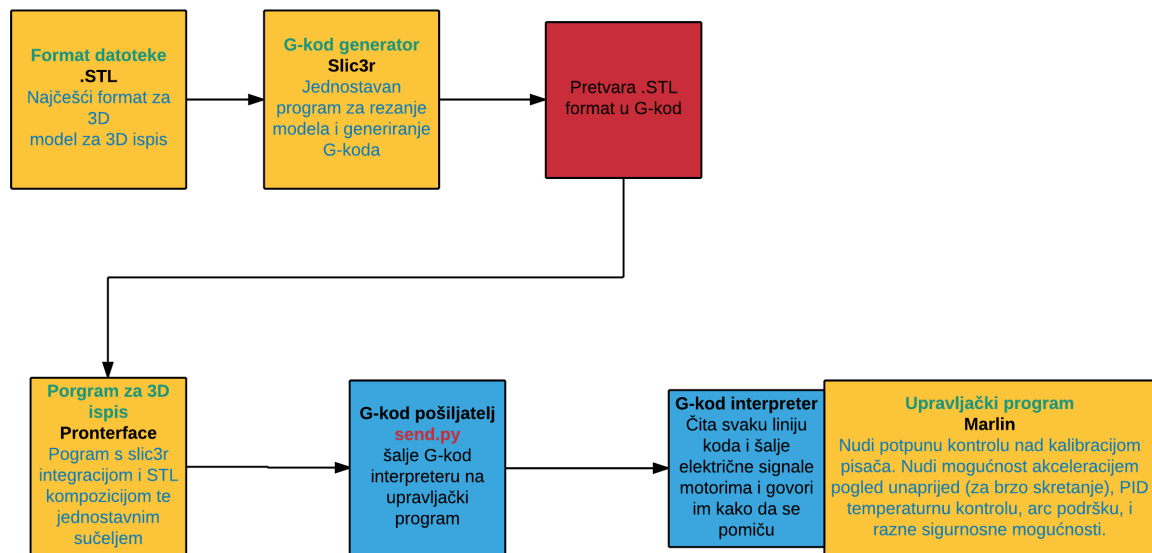 Format datoteke
.STL
Najčešći format za
3D
model za 3D ispis
G-kod generator
Slic3r
Jednostavan
program za rezanje
modela i generiranje
G-koda
Pretvara .STL
format u G-kod
Porgram za 3D
ispis
Pronterface
Pogram s slic3r
integracijom i STL
kompozicijom te
jednostavnim
sučeljem
G-kod pošiljatelj
send.py
šalje G-kod
interpreteru na
upravljački
program
G-kod interpreter
Čita svaku liniju
koda i šalje
električne signale
motorima i govori
im kako da se
pomiču
Upravljački program
Marlin
Nudi potpunu kontrolu nad kalibracijom
pisača. Nudi mogućnost akceleracijem
pogled unaprijed (za brzo skretanje), PID
temperaturnu kontrolu, arc podršku, i
razne sigurnosne mogućnosti.